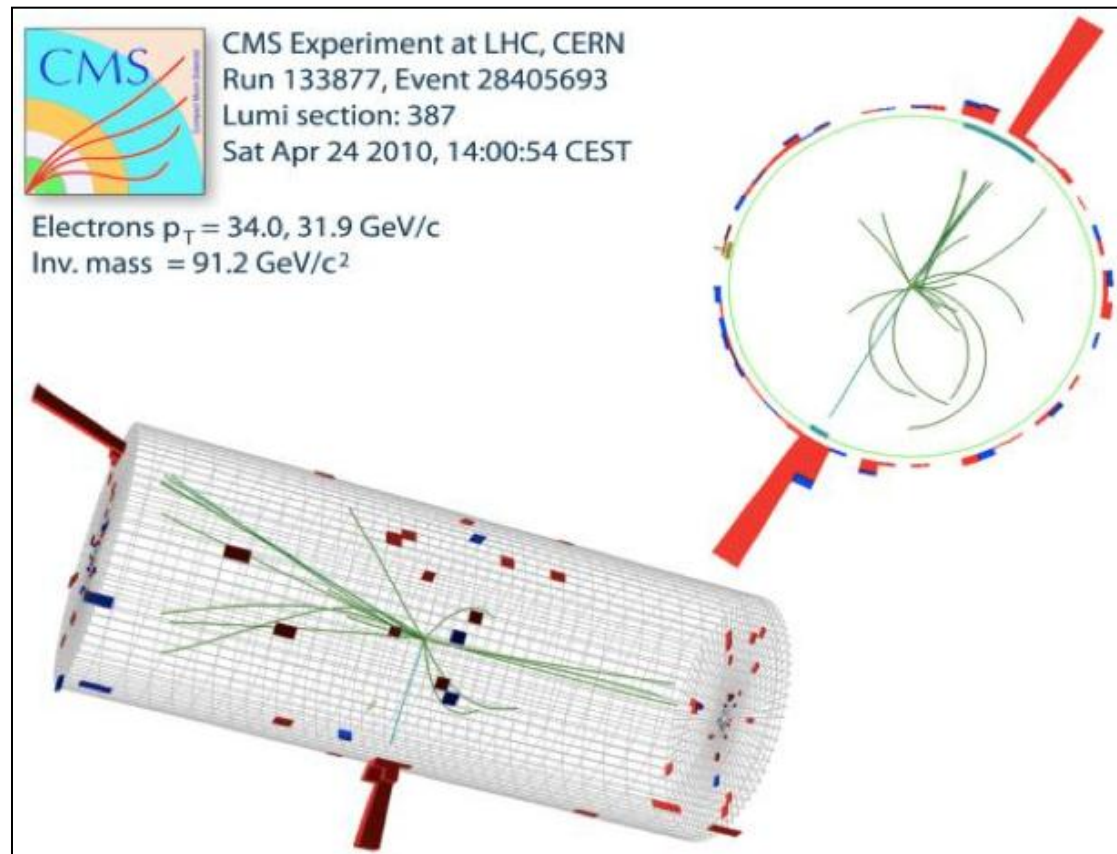 CMS
CMS Experiment at LHC, CERN
Run 133877, Event 28405693
Lumi section: 387
Sat Apr 24 2010, 14:00:54 CEST
Electrons pT = 34.0, 31.9 GeV/c
Inv. mass = 91.2 GeV/c²